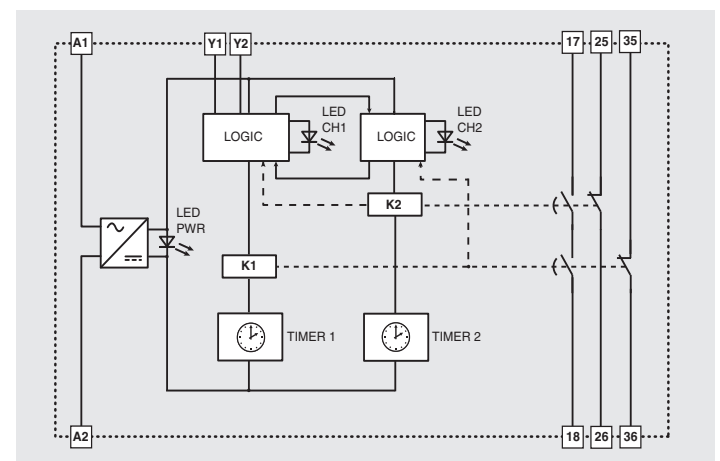 A1
Y1 Y2
17 25 35
LED
CH1
LED
CH2
LOGIC
LOGIC
K2
LED
PWR
K1
TIMER 1
TIMER 2
A2
18 26 36